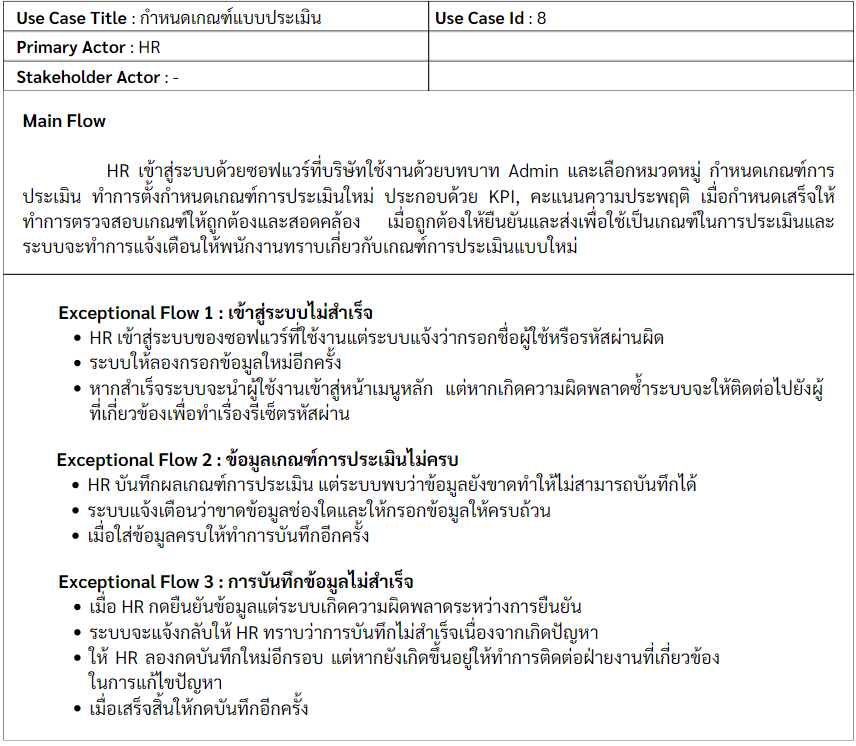 Use Case Title : กำหนดเกณฑ์แบบประเมิน
Use Case Id : 8
Primary Actor : HR
Stakeholder Actor : -
Main Flow
HR เข้าสู่ระบบด้วยซอฟแวร์ที่บริษัทใช้งานด้วยบทบาท Admin และเลือกหมวดหมู่ กำหนดเกณฑ์การ
ประเมิน ทำการตั้งกำหนดเกณฑ์การประเมินใหม่ ประกอบด้วย KPI, คะแนนความประพฤติ เมื่อกำหนดเสร็จให้
ทำการตรวจสอบเกณฑ์ให้ถูกต้องและสอดคล้อง เมื่อถูกต้องให้ยืนยันและส่งเพื่อใช้เป็นเกณฑ์ในการประเมินและ
ระบบจะทำการแจ้งเตือนให้พนักงานทราบเกี่ยวกับเกณฑ์การประเมินแบบใหม่
Exceptional Flow 1 : เข้าสู่ระบบไม่สำเร็จ
• HR เข้าสู่ระบบของซอฟแวร์ที่ใช้งานแต่ระบบแจ้งว่ากรอกชื่อผู้ใช้หรือรหัสผ่านผิด
• ระบบให้ลองกรอกข้อมูลใหม่อีกครั้ง
• หากสำเร็จระบบจะนำผู้ใช้งานเข้าสู่หน้าเมนูหลัก แต่หากเกิดความผิดพลาดซ้ำระบบจะให้ติดต่อไปยังผู้
ที่เกี่ยวข้องเพื่อทำเรื่องรีเซ็ตรหัสผ่าน
Exceptional Flow 2 : ข้อมูลเกณฑ์การประเมินไม่ครบ
• HR บันทึกผลเกณฑ์การประเมิน แต่ระบบพบว่าข้อมูลยังขาดทำให้ไม่สามารถบันทึกได้
• ระบบแจ้งเตือนว่าขาดข้อมูลช่องใดและให้กรอกข้อมูลให้ครบถ้วน
• เมื่อใส่ข้อมูลครบให้ทำการบันทึกอีกครั้ง
Exceptional Flow 3 : การบันทึกข้อมูลไม่สำเร็จ
• เมื่อ HR กดยืนยันข้อมูลแต่ระบบเกิดความผิดพลาดระหว่างการยืนยัน
• ระบบจะแจ้งกลับให้ HR ทราบว่าการบันทึกไม่สำเร็จเนื่องจากเกิดปัญหา
• ให้ HR ลองกดบันทึกใหม่อีกรอบ แต่หากยังเกิดขึ้นอยู่ให้ทำการติดต่อฝ่ายงานที่เกี่ยวข้อง
ในการแก้ไขปัญหา
• เมื่อเสร็จสิ้นให้กดบันทึกอีกครั้ง